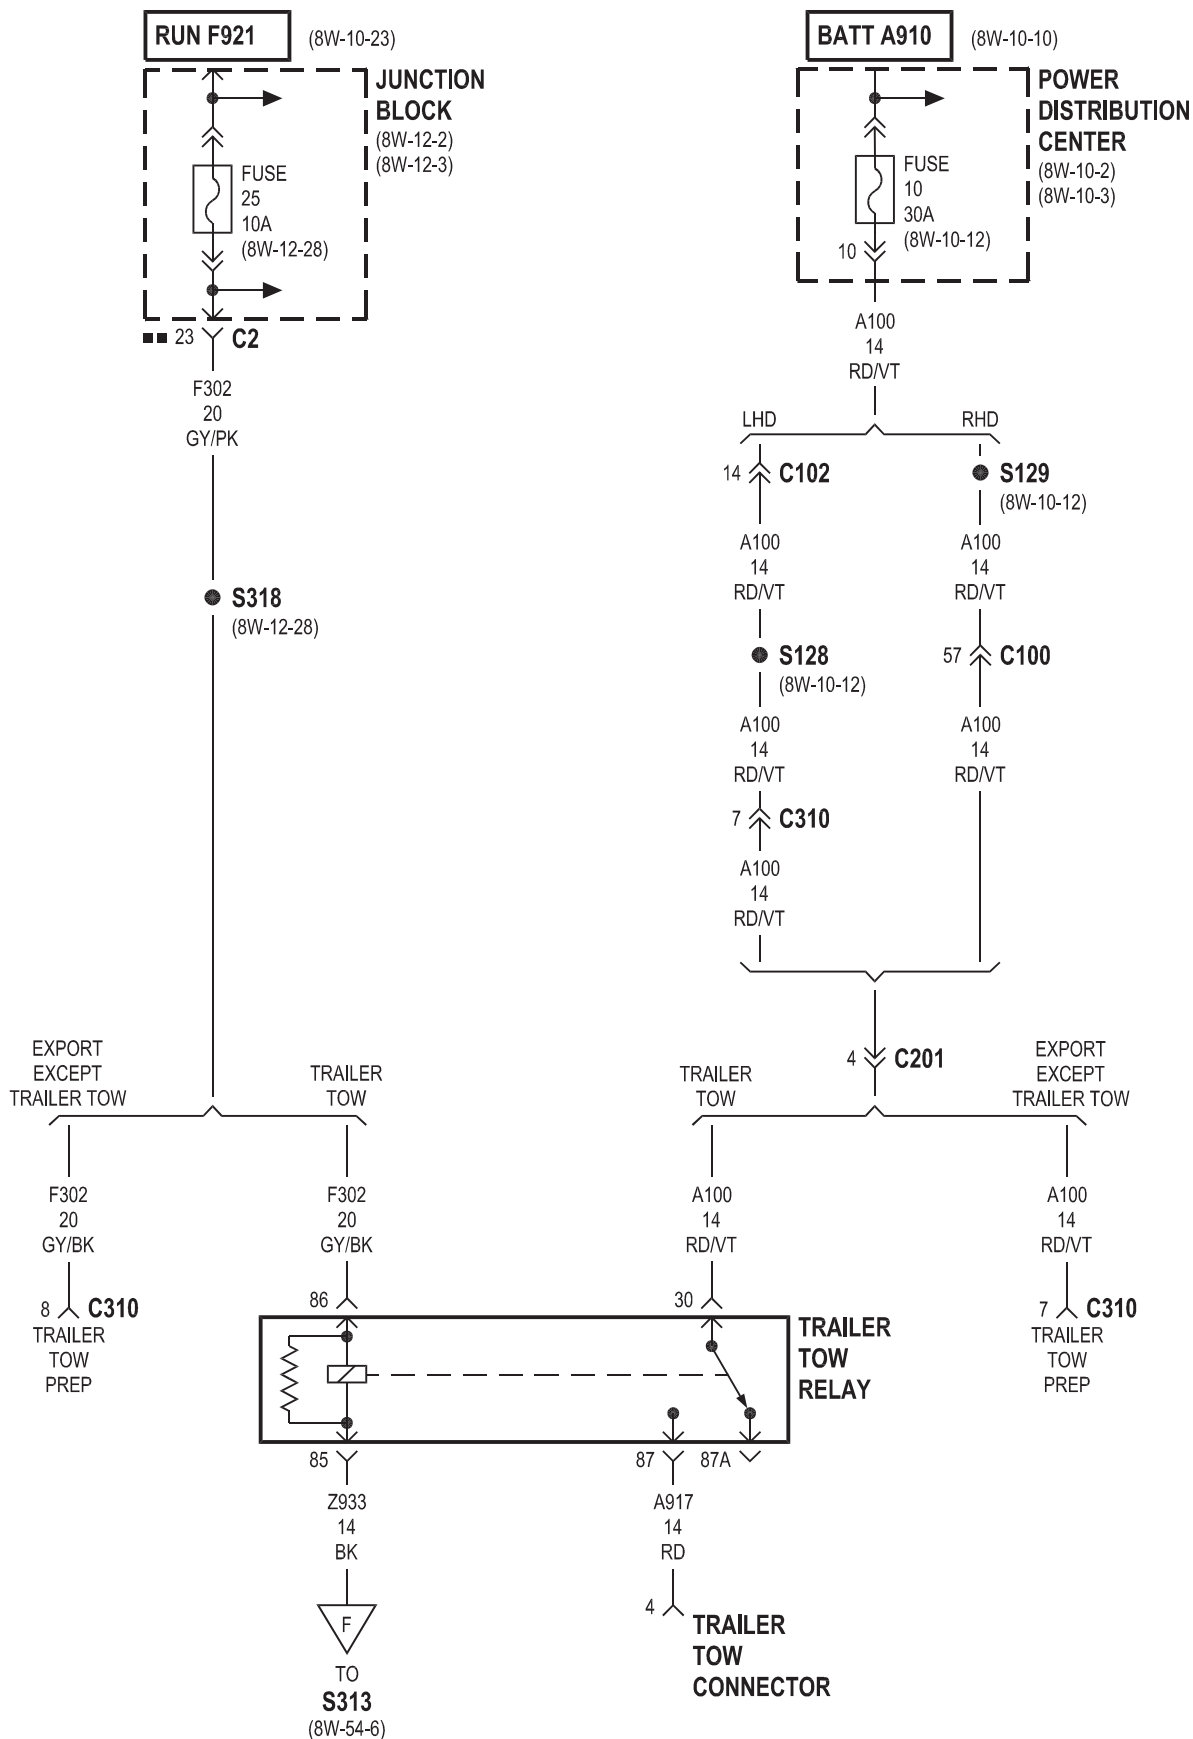 RUN F921
(8W-10-23)
BATT A910
(8W-10-10)
JUNCTION
BLOCK
(8W-12-2)
(8W-12-3)
FUSE
25
10A
(8W-12-28)
POWER
DISTRIBUTION
CENTER
(8W-10-2)
(8W-10-3)
FUSE
10
30A
(8W-10-12)
10
23
C2
F302
20
GY/PK
A100
14
RD/VT
LHD
RHD
14
C102
S129
(8W-10-12)
A100
14
RD/VT
A100
14
RD/VT
S318
(8W-12-28)
S128
(8W-10-12)
57
C100
A100
14
RD/VT
A100
14
RD/VT
7
C310
A100
14
RD/VT
4
C201
EXPORT
EXCEPT
TRAILER TOW
TRAILER
TOW
TRAILER
TOW
EXPORT
EXCEPT
TRAILER TOW
F302
20
GY/BK
F302
20
GY/BK
A100
14
RD/VT
A100
14
RD/VT
8
C310
TRAILER
TOW
PREP
86
30
7
C310
TRAILER
TOW
PREP
TRAILER
TOW
RELAY
85
87
87A
Z933
14
BK
A917
14
RD
F
TO
S313
(8W-54-6)
4
TRAILER
TOW
CONNECTOR